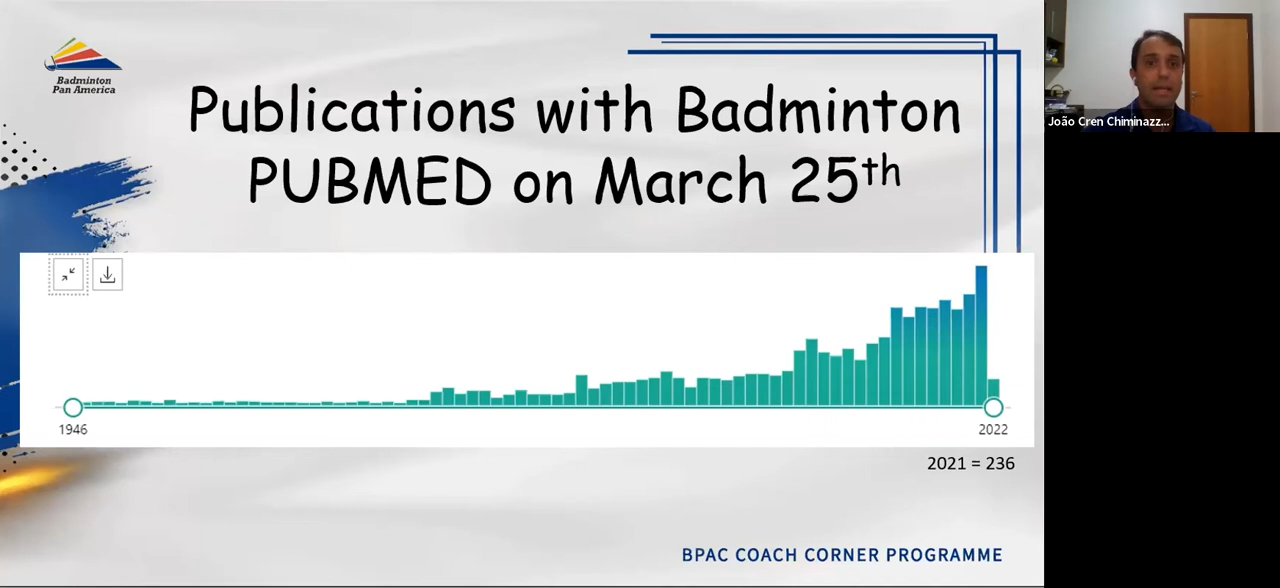 Badminton
Pan America
Publications with Badminton
PUBMED on March 25th
João Cren Chiminazz...
1946
2022
2021 = 236
BPAC COACH CORNER PROGRAMME